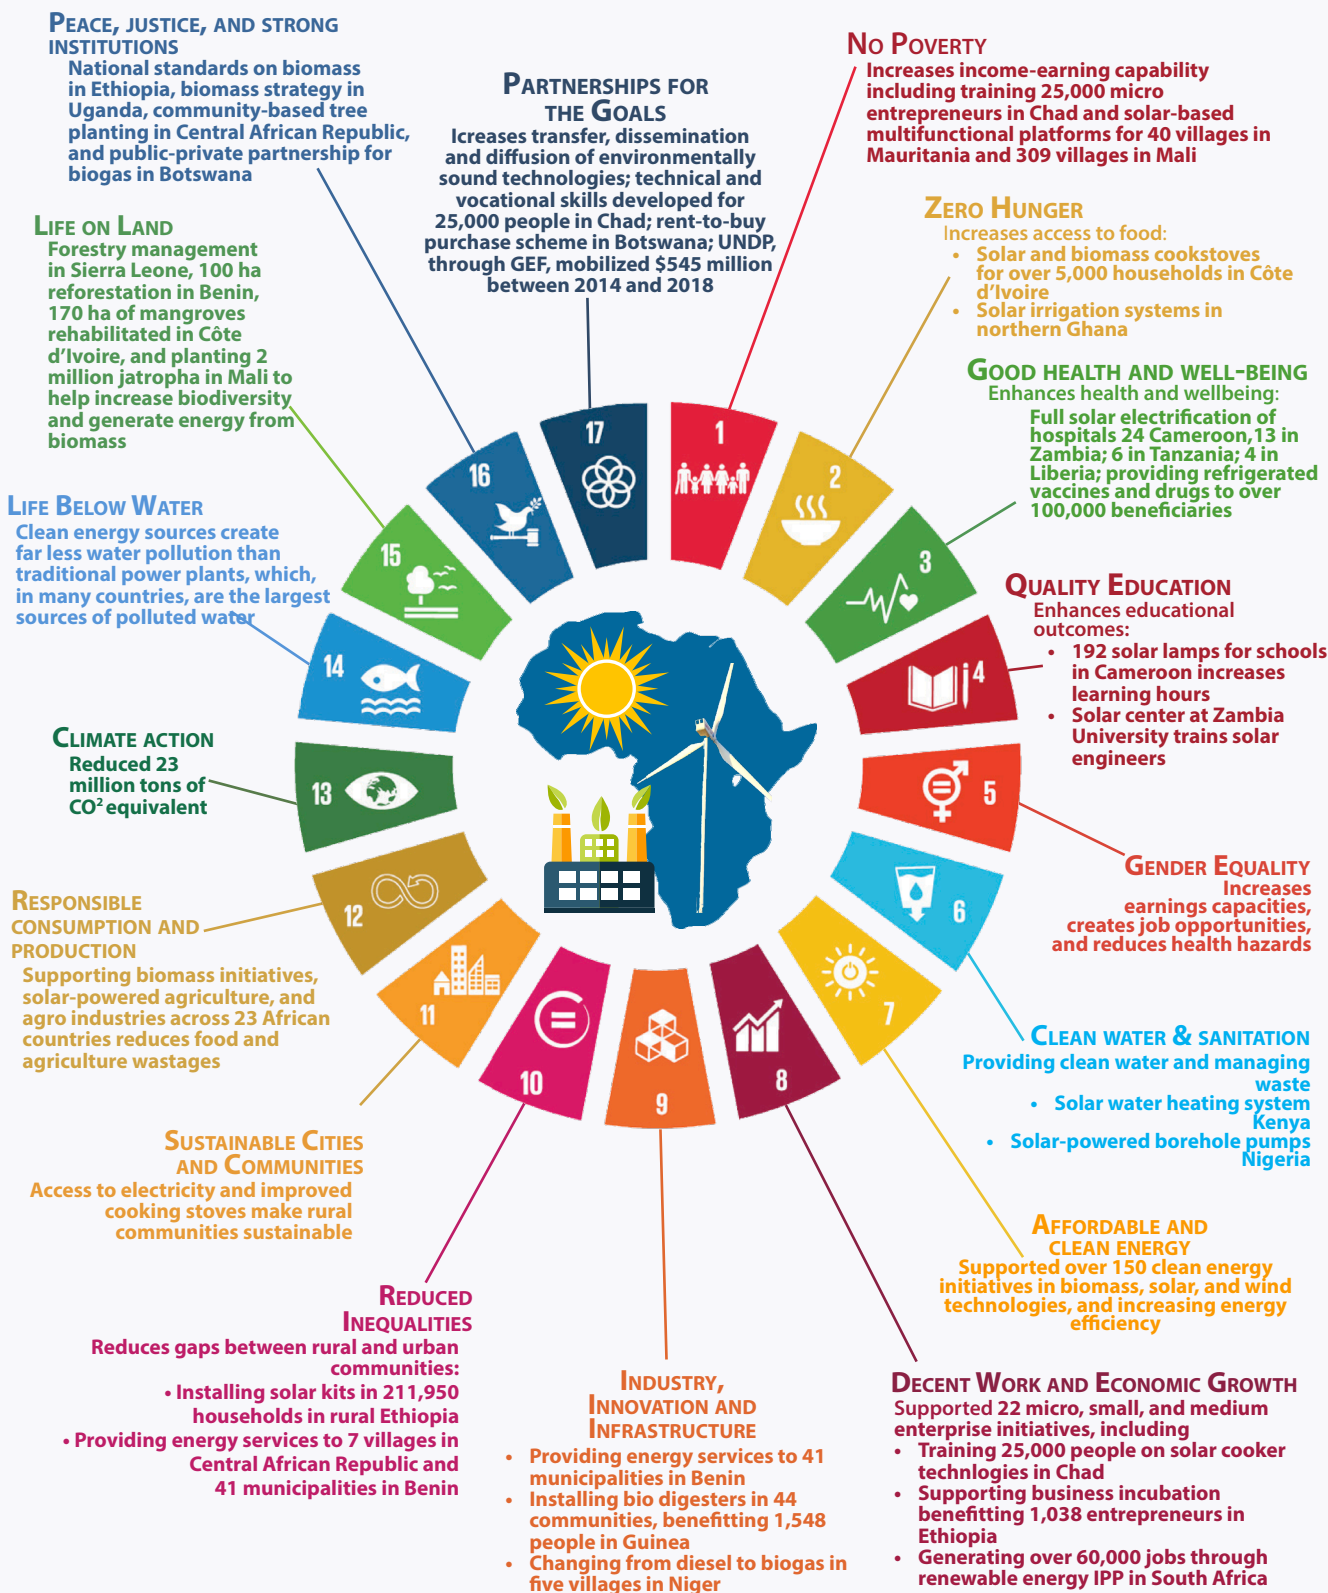 PEACE, JUSTICE, AND STRONG
INSTITUTIONS
National standards on biomass
in Ethiopia, biomass strategy in
Uganda, community-based tree
planting in Central African Republic,
and public-private partnership for
biogas in Botswana
PARTNERSHIPS FOR
THE GOALS
Icreases transfer, dissemination
and diffusion of environmentally
sound technologies; technical and
vocational skills developed for
25,000 people in Chad; rent-to-buy
purchase scheme in Botswana; UNDP,
through GEF, mobilized $545 million
between 2014 and 2018
NO POVERTY
Increases income-earning capability
including training 25,000 micro
entrepreneurs in Chad and solar-based
multifunctional platforms for 40 villages in
Mauritania and 309 villages in Mali
ZERO HUNGER
Increases access to food:
• Solar and biomass cookstoves
for over 5,000 households in Côte
d'Ivoire
• Solar irrigation systems in
northern Ghana
GOOD HEALTH AND WELL-BEING
Enhances health and wellbeing:
Full solar electrification of
hospitals 24 Cameroon,13 in
Zambia; 6 in Tanzania; 4 in
Liberia; providing refrigerated
vaccines and drugs to over
100,000 beneficiaries
QUALITY EDUCATION
Enhances educational
outcomes:
• 192 solar lamps for schools
in Cameroon increases
learning hours
• Solar center at Zambia
University trains solar
engineers
GENDER EQUALITY
Increases
earnings capacities,
creates job opportunities,
and reduces health hazards
CLEAN WATER & SANITATION
Providing clean water and managing
waste
• Solar water heating system
Kenya
• Solar-powered borehole pumps
Nigeria
AFFORDABLE AND
CLEAN ENERGY
Supported over 150 clean energy
initiatives in biomass, solar, and wind
technologies, and increasing energy
efficiency
DECENT WORK AND ECONOMIC GROWTH
Supported 22 micro, small, and medium
enterprise initiatives, including
• Training 25,000 people on solar cooker
technlogies in Chad
• Supporting business incubation
benefitting 1,038 entrepreneurs in
Ethiopia
• Generating over 60,000 jobs through
renewable energy IPP in South Africa
INDUSTRY,
INNOVATION AND
INFRASTRUCTURE
• Providing energy services to 41
municipalities in Benin
• Installing bio digesters in 44
communities, benefitting 1,548
people in Guinea
• Changing from diesel to biogas in
five villages in Niger
REDUCED
INEQUALITIES
Reduces gaps between rural and urban
communities:
• Installing solar kits in 211,950
households in rural Ethiopia
• Providing energy services to 7 villages in
Central African Republic and
41 municipalities in Benin
SUSTAINABLE CITIES
AND COMMUNITIES
Access to electricity and improved
cooking stoves make rural
communities sustainable
RESPONSIBLE
CONSUMPTION AND
PRODUCTION
Supporting biomass initiatives,
solar-powered agriculture, and
agro industries across 23 African
countries reduces food and
agriculture wastages
CLIMATE ACTION
Reduced 23
million tons of
CO² equivalent
LIFE BELOW WATER
Clean energy sources create
far less water pollution than
traditional power plants, which,
in many countries, are the largest
sources of polluted water
LIFE ON LAND
Forestry management
in Sierra Leone, 100 ha
reforestation in Benin,
170 ha of mangroves
rehabilitated in Côte
d'Ivoire, and planting 2
million jatropha in Mali to
help increase biodiversity
and generate energy from
biomass
1
2
3
4
5
6
7
8
9
10
11
12
13
14
15
16
17